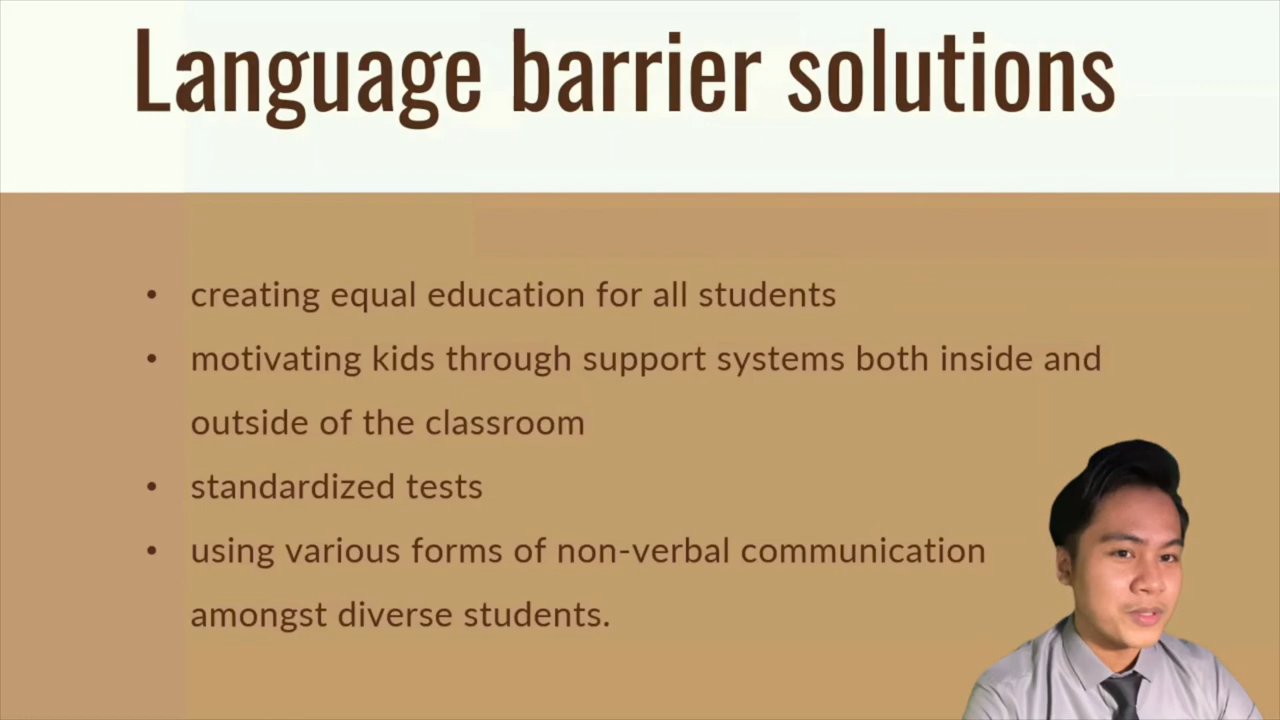 Language barrier solutions
• creating equal education for all students
• motivating kids through support systems both inside and
outside of the classroom
• standardized tests
• using various forms of non-verbal communication
amongst diverse students.